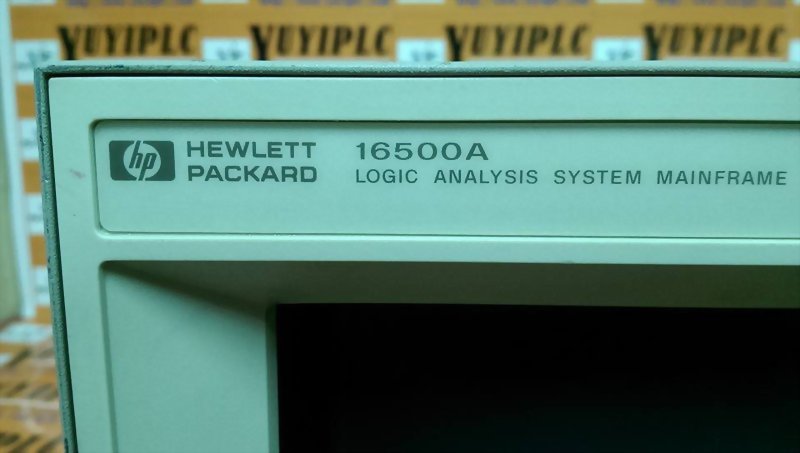 YUYIPLC YUYIPLC YUYIPLC YUYIPLC
hp HEWLETT PACKARD 16500A
LOGIC ANALYSIS SYSTEM MAINFRAME